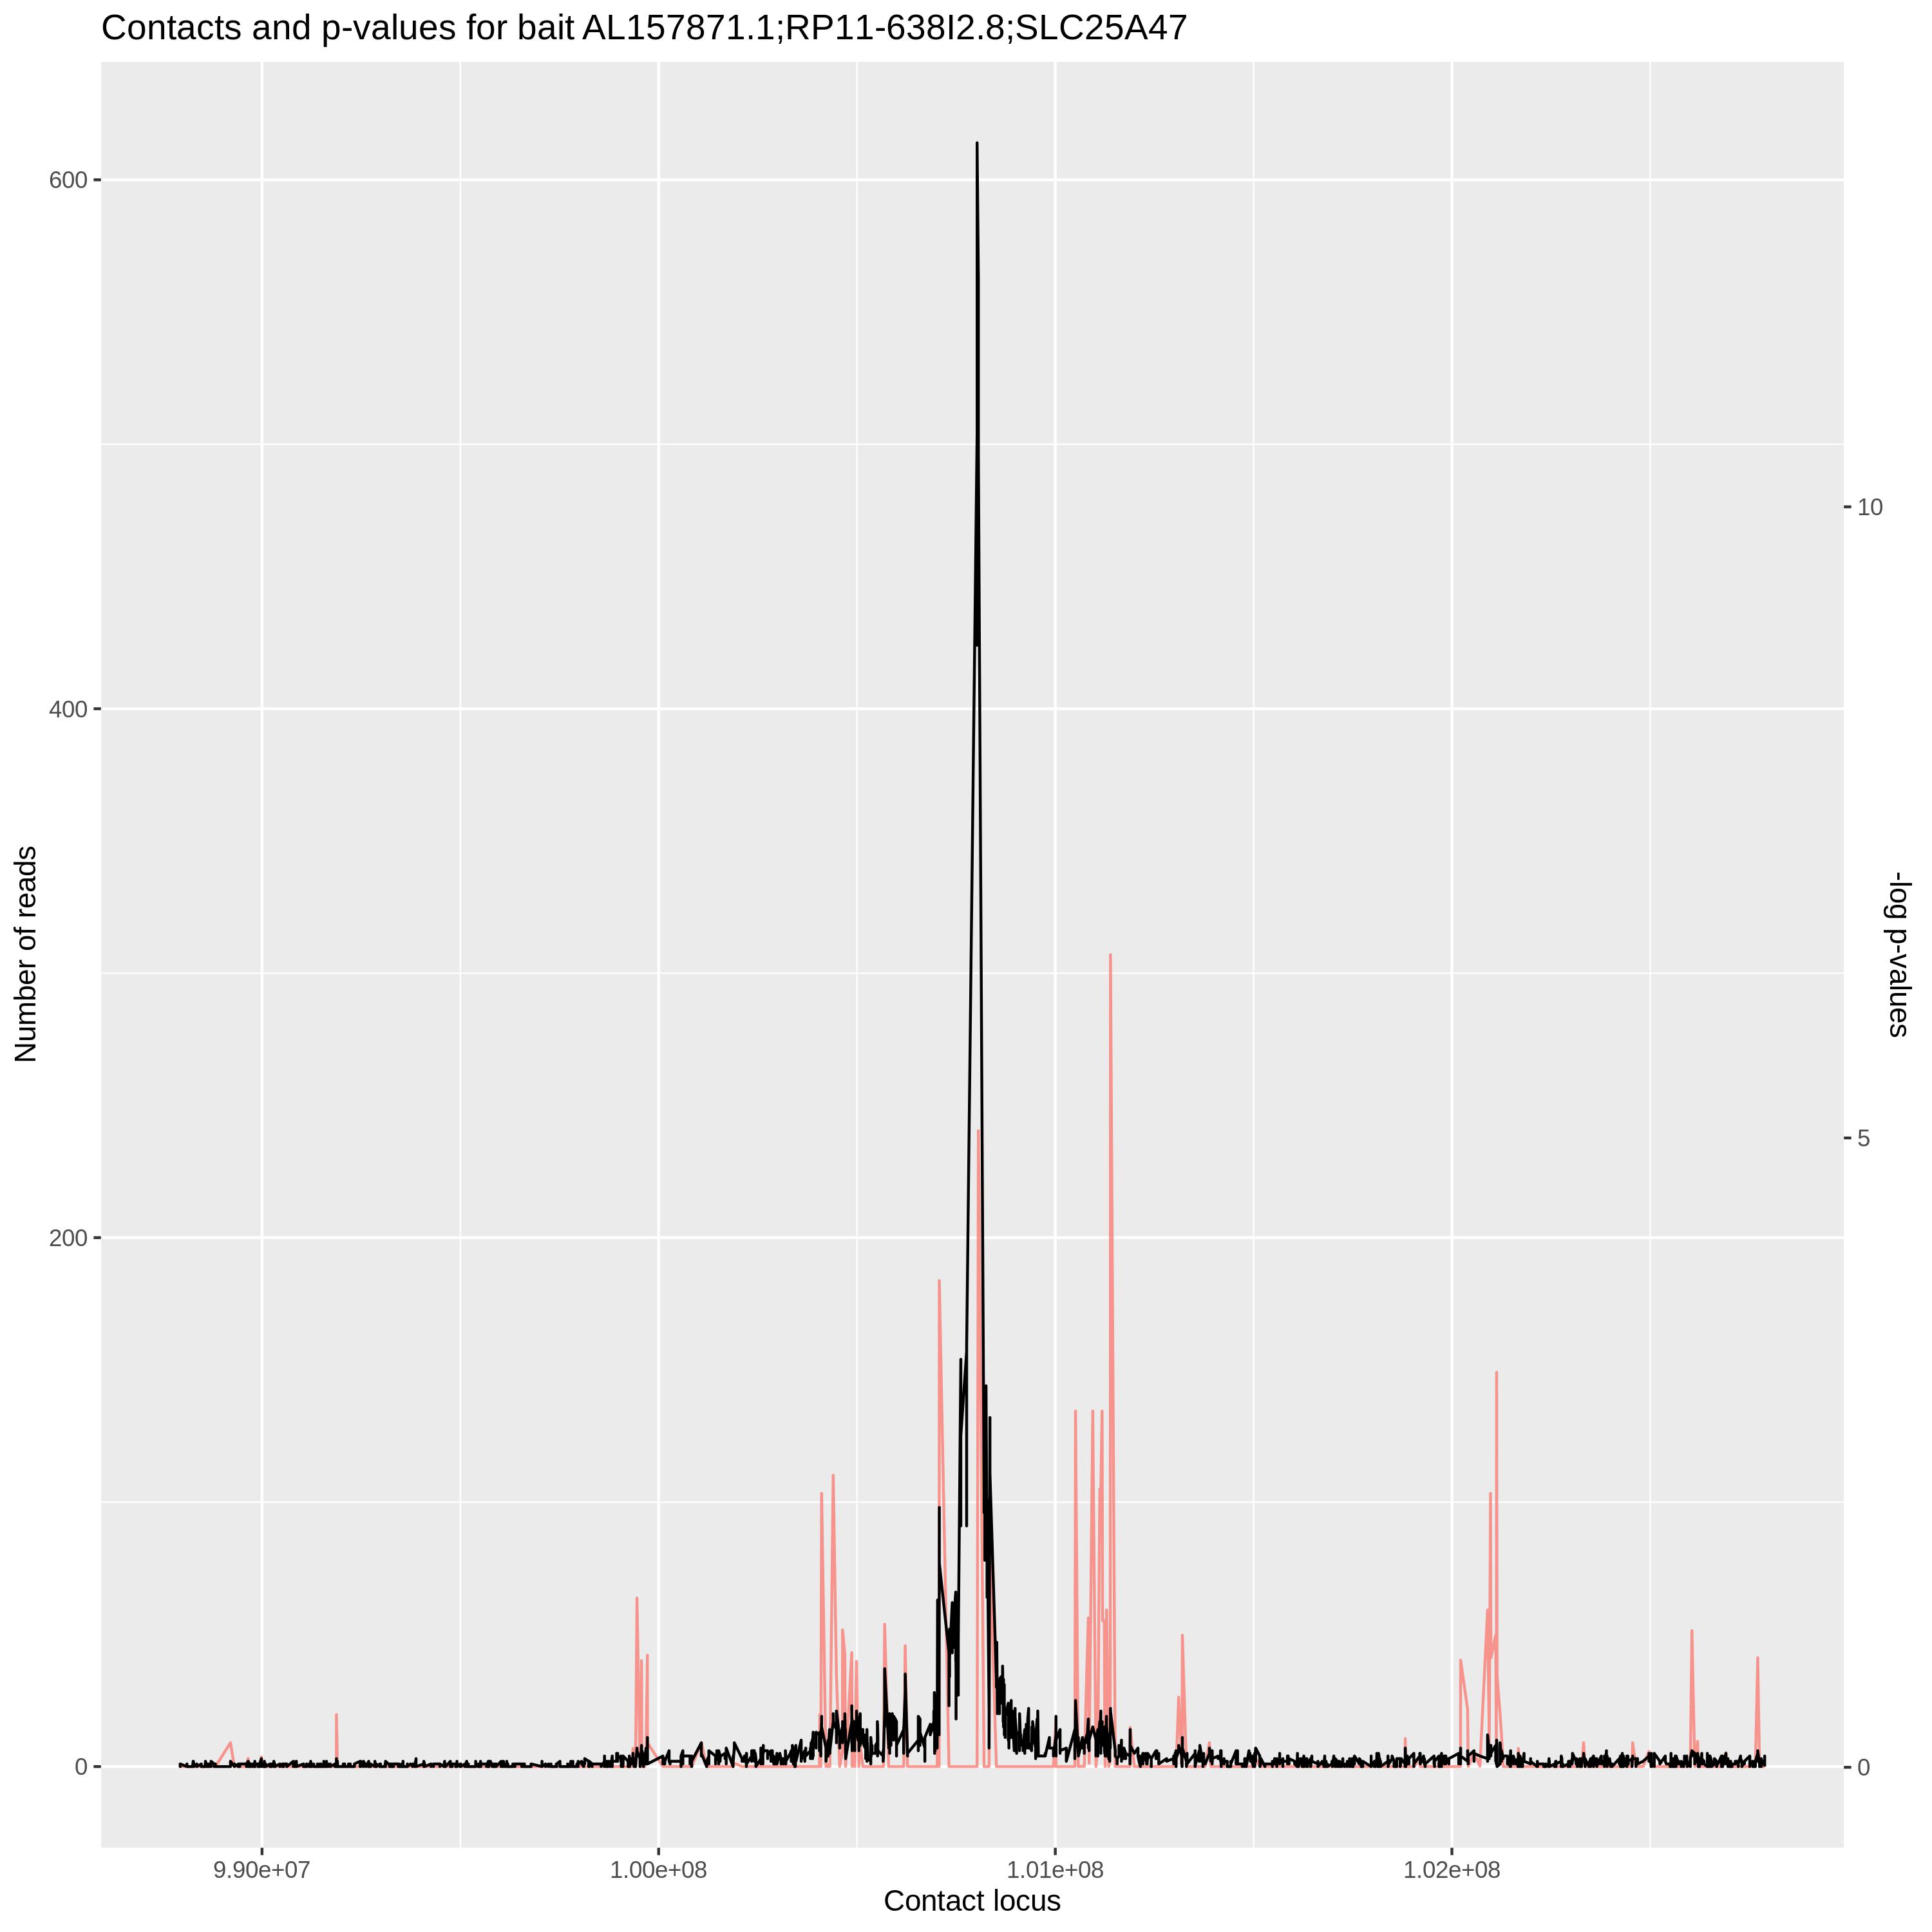 Contacts and p-values for bait AL157871.1;RP11-638I2.8;SLC25A47
600
400
200
0
Number of reads
10
5
0
-log p-values
9.90e+07
1.00e+08
1.01e+08
1.02e+08
Contact locus